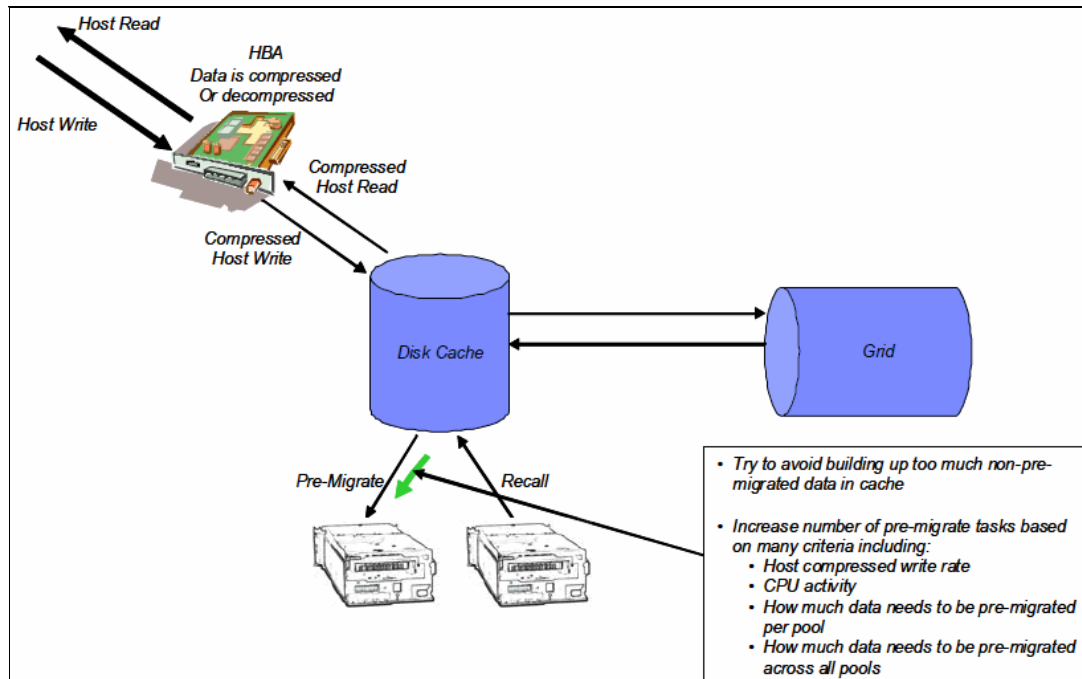 Host Read
HBA
Data is compressed
Or decompressed
Host Write
Compressed
Host Read
Compressed
Host Write
Disk Cache
Grid
Pre-Migrate
Recall
• Try to avoid building up too much non-pre-
migrated data in cache
• Increase number of pre-migrate tasks based
on many criteria including:
• Host compressed write rate
• CPU activity
• How much data needs to be pre-migrated
per pool
• How much data needs to be pre-migrated
across all pools